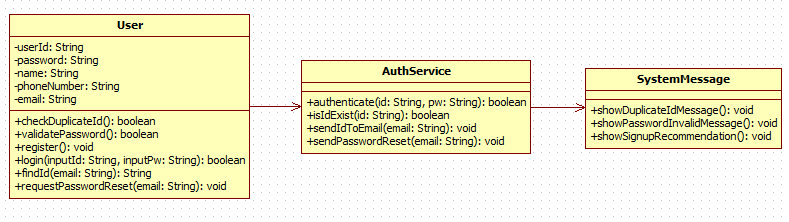 User
-userId: String
-password: String
-name: String
-phoneNumber: String
-email: String
+checkDuplicateId(): boolean
+validatePassword(): boolean
+register(): void
+login(inputId: String, inputPw: String): boolean
+findId(email: String): String
+requestPasswordReset(email: String): void
AuthService
+authenticate(id: String, pw: String): boolean
+isIdExist(id: String): boolean
+sendIdToEmail(email: String): void
+sendPasswordReset(email: String): void
SystemMessage
+showDuplicateIdMessage(): void
+showPasswordInvalidMessage(): void
+showSignupRecommendation(): void